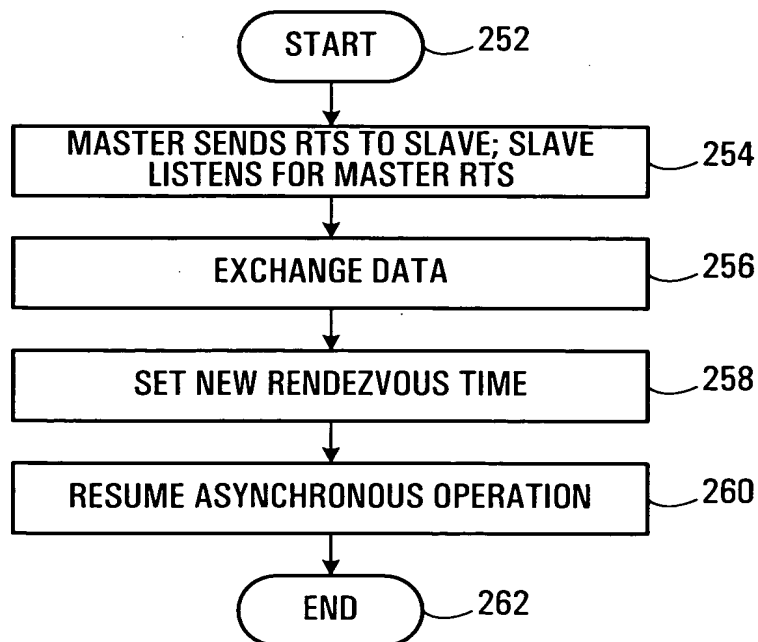 START
252
MASTER SENDS RTS TO SLAVE; SLAVE
LISTENS FOR MASTER RTS
254
EXCHANGE DATA
256
SET NEW RENDEZVOUS TIME
258
RESUME ASYNCHRONOUS OPERATION
260
END
262